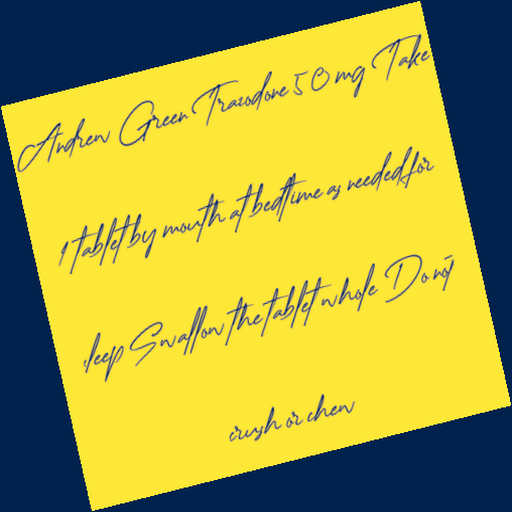 Andrew Green Trazodone 50 mg Take
1 tablet by mouth at bedtime as needed for
sleep Swallow the tablet whole Do not
crush or chew